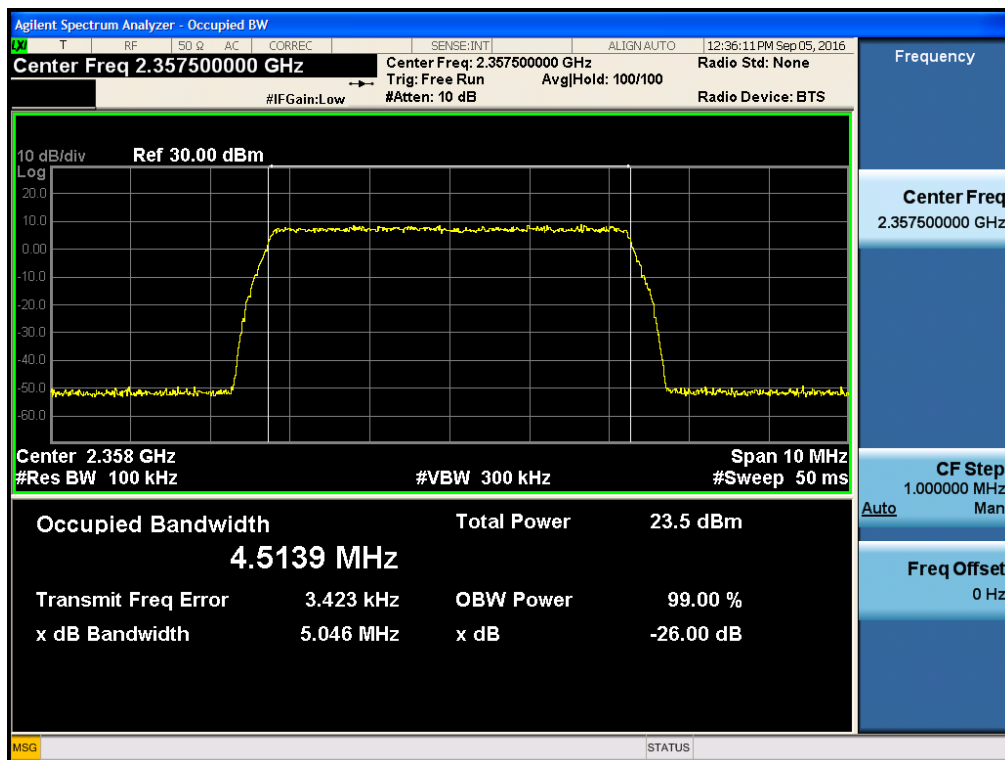 Agilent Spectrum Analyzer - Occupied BW
LXI T RF 50 Ω AC CORREC SENSE:INT ALIGN AUTO 12:36:11 PM Sep 05, 2016
Center Freq 2.357500000 GHz
Center Freq: 2.357500000 GHz Radio Std: None
Trig: Free Run Avg|Hold: 100/100
#IFGain:Low #Atten: 10 dB Radio Device: BTS
10 dB/div Ref 30.00 dBm
Log
20.0
10.0
0.00
-10.0
-20.0
-30.0
-40.0
-50.0
-60.0
Center 2.358 GHz Span 10 MHz
#Res BW 100 kHz #VBW 300 kHz #Sweep 50 ms
Occupied Bandwidth Total Power 23.5 dBm
4.5139 MHz
Transmit Freq Error 3.423 kHz OBW Power 99.00 %
x dB Bandwidth 5.046 MHz x dB -26.00 dB
Frequency
Center Freq
2.357500000 GHz
CF Step
1.000000 MHz
Auto Man
Freq Offset
0 Hz
MSG STATUS